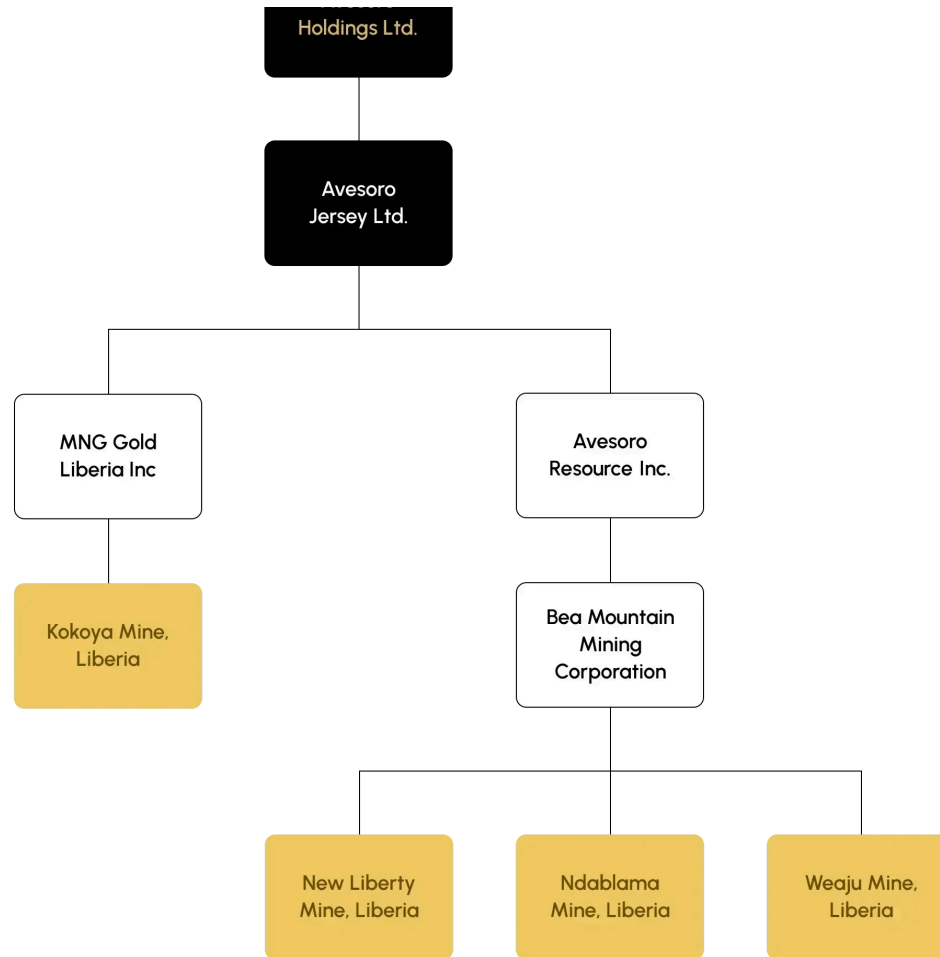 Holdings Ltd.
Avesoro
Jersey Ltd.
MNG Gold
Liberia Inc
Avesoro
Resource Inc.
Kokoya Mine,
Liberia
Bea Mountain
Mining
Corporation
New Liberty
Mine, Liberia
Ndablama
Mine, Liberia
Weaju Mine,
Liberia